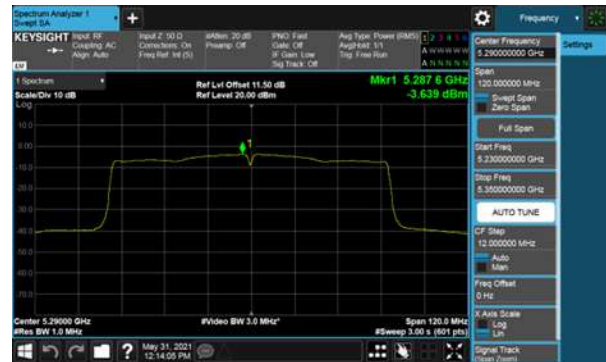 Spectrum Analyzer 1
Swept SA
Frequency
KEYSIGHT
Input: RF
Coupling: AC
Align: Auto
Input Z: 50 Ω
Corrections: On
Freq Ref: Int (S)
#Atten: 20 dB
Preamp: Off
PNO: Fast
Gate: Off
IF Gain: Low
Sig Track: Off
Avg Type: Power (RMS)
Avg|Hold: 1/1
Trig: Free Run
1 2 3 4 5 6
A W W W W W
A N N N N N
LXI
1 Spectrum
Scale/Div 10 dB
Log
Ref Lvl Offset 11.50 dB
Ref Level 20.00 dBm
Mkr1 5.287 6 GHz
-3.639 dBm
10.0
0.00
-10.0
-20.0
-30.0
-40.0
-50.0
-60.0
-70.0
1
Center 5.29000 GHz
#Res BW 1.0 MHz
#Video BW 3.0 MHz*
Span 120.0 MHz
#Sweep 3.00 s (601 pts)
Center Frequency
5.290000000 GHz
Settings
Span
120.000000 MHz
Swept Span
Zero Span
Full Span
Start Freq
5.230000000 GHz
Stop Freq
5.350000000 GHz
AUTO TUNE
CF Step
12.000000 MHz
Auto
Man
Freq Offset
0 Hz
X Axis Scale
Log
Lin
Signal Track
(Span Zoom)
May 31, 2021
12:14:05 PM